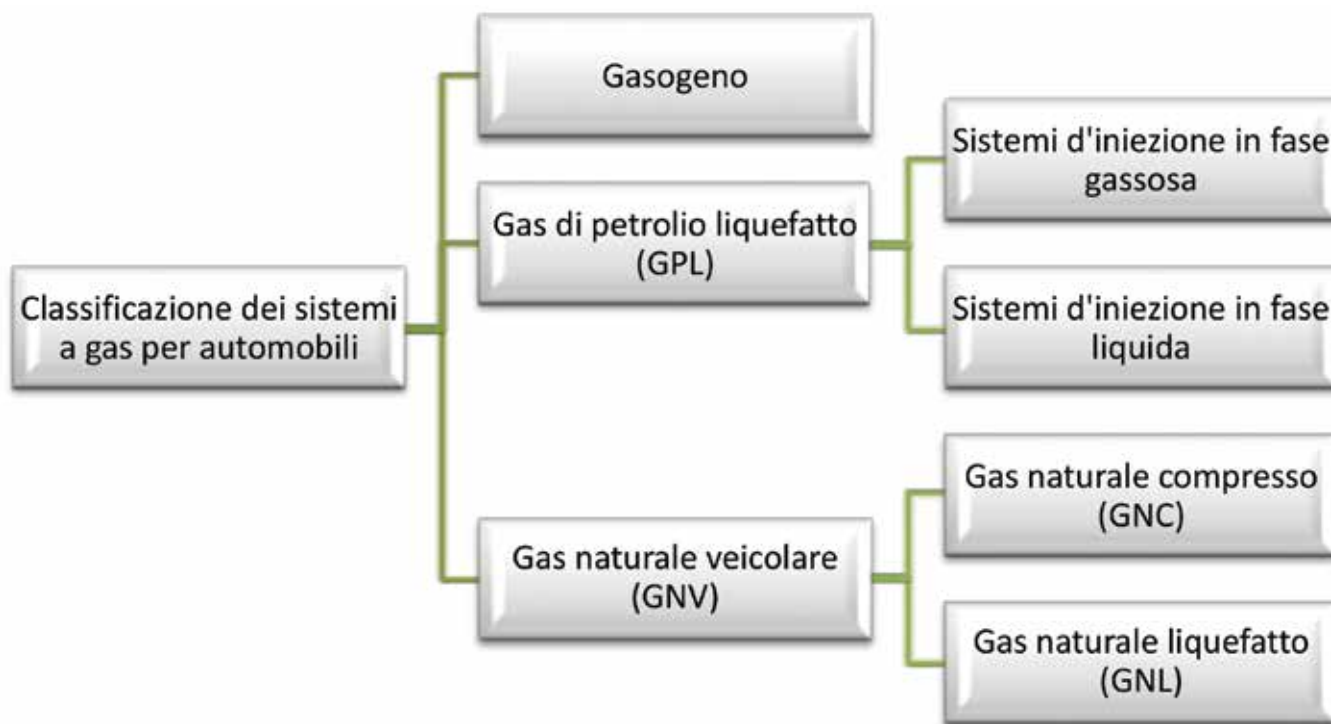 Classificazione dei sistemi
a gas per automobili
Gasogeno
Gas di petrolio liquefatto
(GPL)
Sistemi d'iniezione in fase
gassosa
Sistemi d'iniezione in fase
liquida
Gas naturale veicolare
(GNV)
Gas naturale compresso
(GNC)
Gas naturale liquefatto
(GNL)